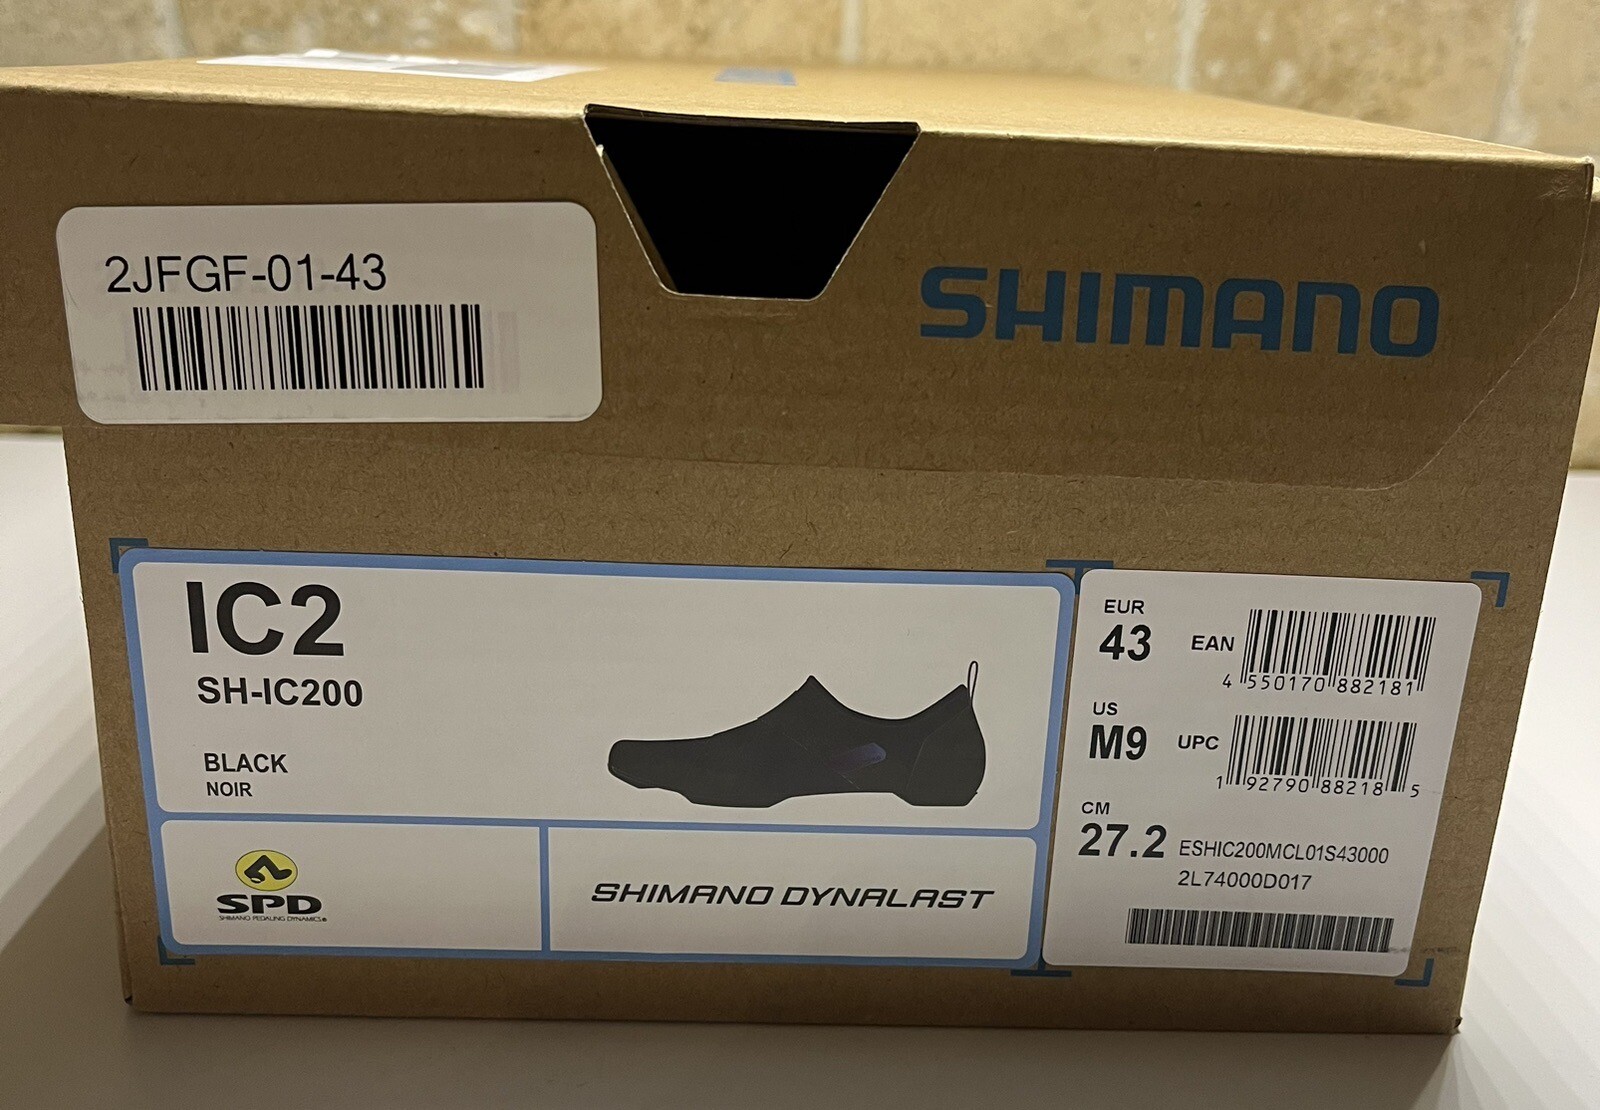 2JFGF-01-43
SHIMANO
IC2
SH-IC200
BLACK
NOIR
SPD
SHIMANO PEDALING DYNAMICS®
SHIMANO DYNALAST
EUR
43
EAN
4 550170 882181
US
M9
UPC
1 92790 88218 5
CM
27.2
ESHIC200MCL01S43000
2L74000D017